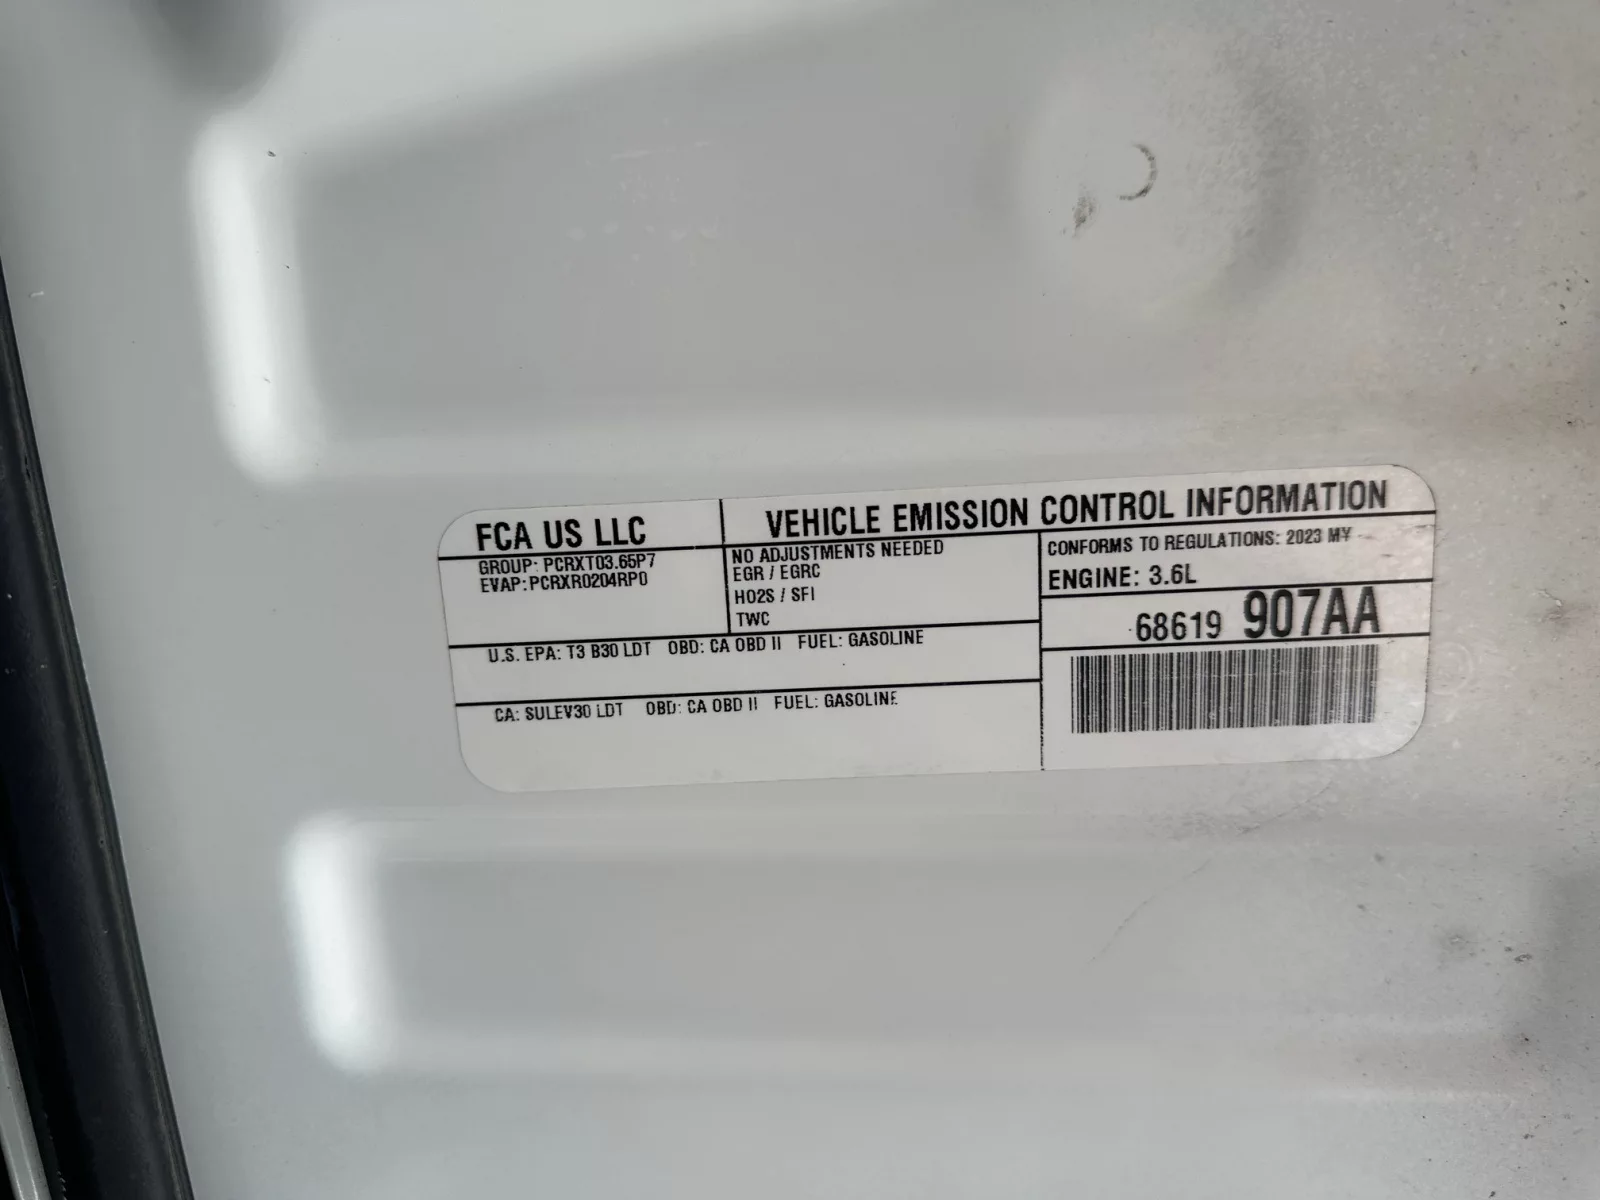 FCA US LLC
VEHICLE EMISSION CONTROL INFORMATION
GROUP: PCRXT03.65P7
EVAP: PCRXR0204RP0
NO ADJUSTMENTS NEEDED
EGR / EGRC
HO2S / SFI
TWC
CONFORMS TO REGULATIONS: 2023 MY
ENGINE: 3.6L
68619 907AA
U.S. EPA: T3 B30 LDT OBD: CA OBD II FUEL: GASOLINE
CA: SULEV30 LDT OBD: CA OBD II FUEL: GASOLINE